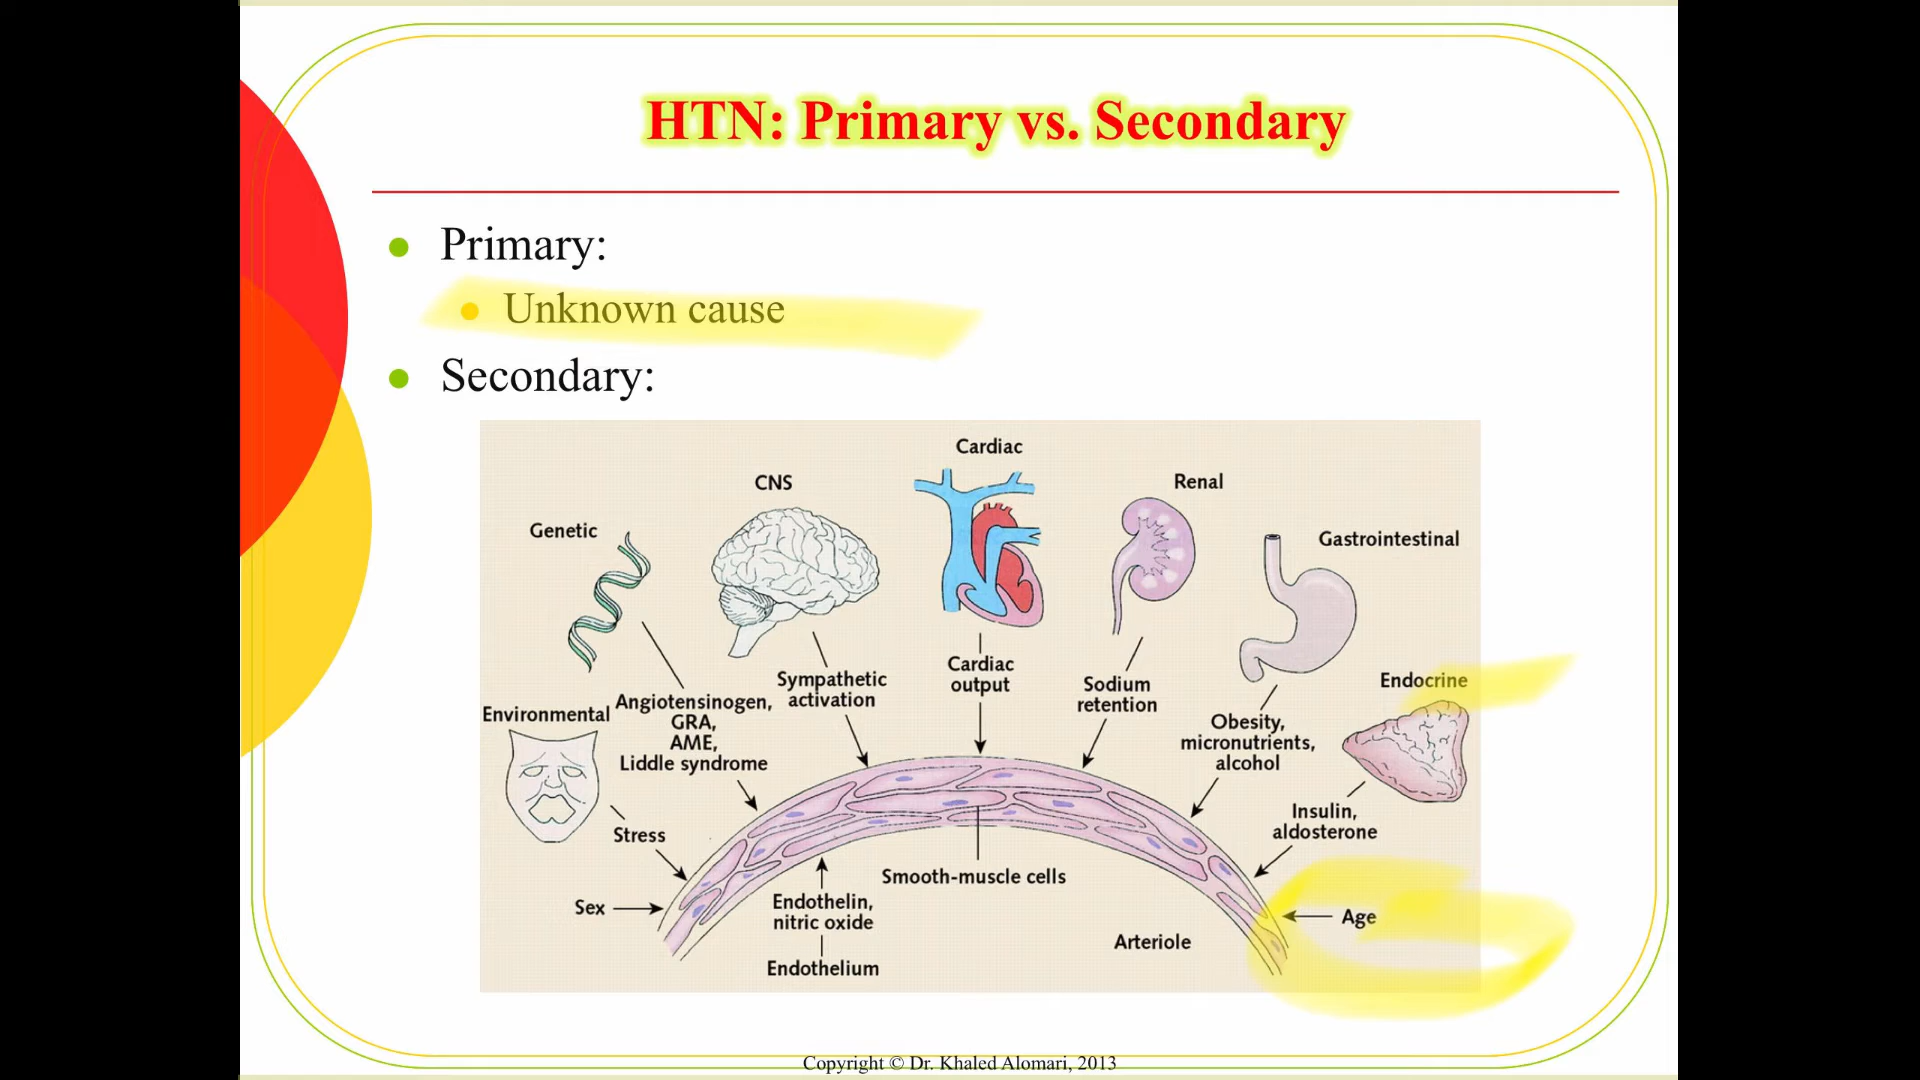 HTN: Primary vs. Secondary
Primary:
Unknown cause
Secondary:
Cardiac
CNS
Renal
Genetic
Gastrointestinal
Cardiac
output
Sympathetic
activation
Sodium
retention
Endocrine
Environmental
Angiotensinogen,
GRA,
AME,
Liddle syndrome
Obesity,
micronutrients,
alcohol
Insulin,
aldosterone
Stress
Smooth-muscle cells
Sex
Endothelin,
nitric oxide
Age
Arteriole
Endothelium
Copyright © Dr. Khaled Alomari, 2013